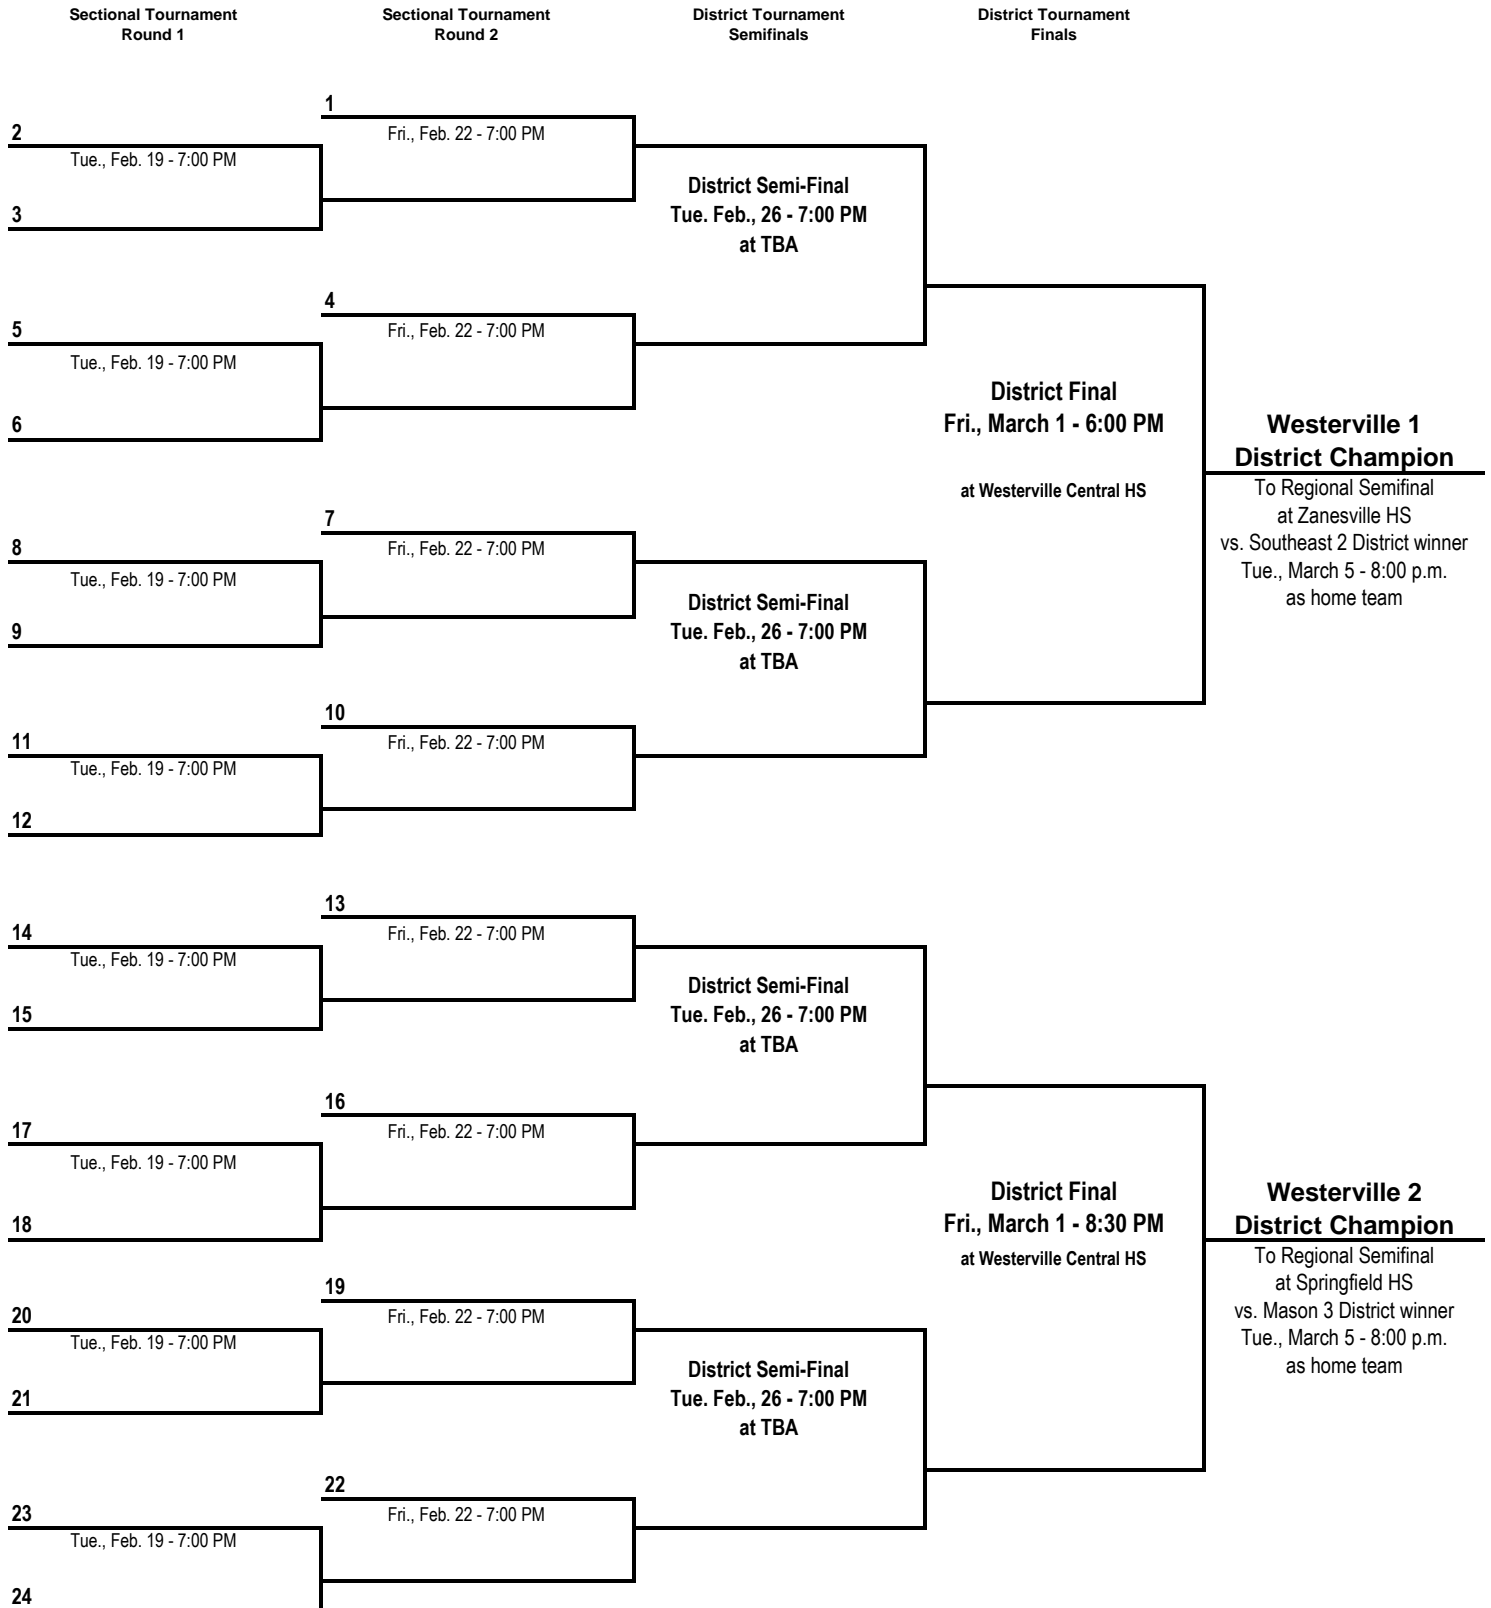 Sectional Tournament
Round 1
Sectional Tournament
Round 2
District Tournament
Semifinals
District Tournament
Finals
1
2
Fri., Feb. 22 - 7:00 PM
Tue., Feb. 19 - 7:00 PM
District Semi-Final
Tue. Feb., 26 - 7:00 PM
at TBA
3
4
5
Fri., Feb. 22 - 7:00 PM
Tue., Feb. 19 - 7:00 PM
6
District Final
Fri., March 1 - 6:00 PM
at Westerville Central HS
Westerville 1
District Champion
To Regional Semifinal
at Zanesville HS
vs. Southeast 2 District winner
Tue., March 5 - 8:00 p.m.
as home team
7
8
Fri., Feb. 22 - 7:00 PM
Tue., Feb. 19 - 7:00 PM
District Semi-Final
Tue. Feb., 26 - 7:00 PM
at TBA
9
10
11
Fri., Feb. 22 - 7:00 PM
Tue., Feb. 19 - 7:00 PM
12
13
14
Fri., Feb. 22 - 7:00 PM
Tue., Feb. 19 - 7:00 PM
District Semi-Final
Tue. Feb., 26 - 7:00 PM
at TBA
15
16
17
Fri., Feb. 22 - 7:00 PM
Tue., Feb. 19 - 7:00 PM
18
District Final
Fri., March 1 - 8:30 PM
at Westerville Central HS
Westerville 2
District Champion
To Regional Semifinal
at Springfield HS
vs. Mason 3 District winner
Tue., March 5 - 8:00 p.m.
as home team
19
20
Fri., Feb. 22 - 7:00 PM
Tue., Feb. 19 - 7:00 PM
District Semi-Final
Tue. Feb., 26 - 7:00 PM
at TBA
21
22
23
Fri., Feb. 22 - 7:00 PM
Tue., Feb. 19 - 7:00 PM
24